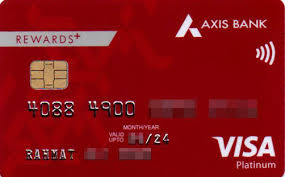 REWARDS+
AXIS BANK
4088 4900
MONTH/YEAR
VALID
UPTO /24
RAHMAT
VISA
Platinum